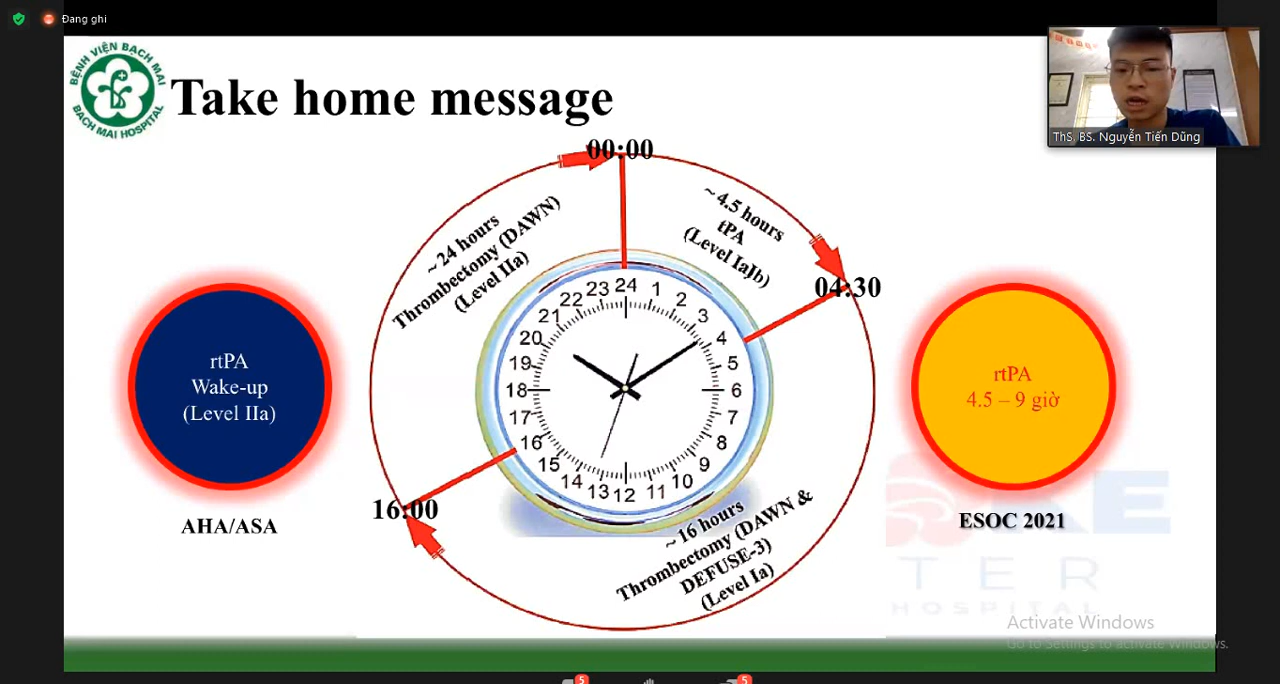 Đang ghi
BỆNH VIỆN BẠCH MAI
BACH MAI HOSPITAL
Take home message
ThS. BS. Nguyễn Tiến Dũng
00:00
~ 4.5 hours
tPA
(Level IaJb)
04:30
~ 24 hours
Thrombectomy (DAWN)
(Level IIa)
24
1
2
3
4
5
6
7
8
9
10
11
12
13
14
15
16
17
18
19
20
21
22
23
rtPA
Wake-up
(Level IIa)
AHA/ASA
rtPA
4.5 – 9 giờ
ESOC 2021
16:00
~ 16 hours
Thrombectomy (DAWN &
DEFUSE-3)
(Level Ia)
KE
TER
HOSPITAL
Activate Windows
Go to Settings to activate Windows.
5
5